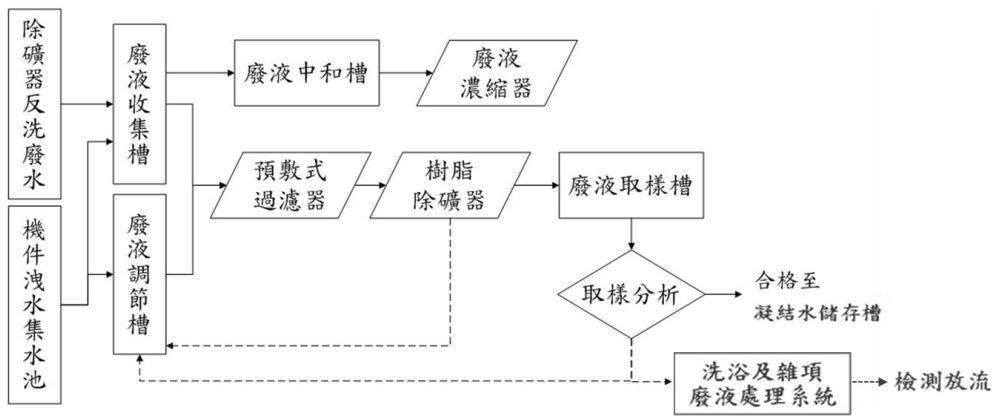 除礦器反洗廢水
機件洩水集水池
廢液收集槽
廢液調節槽
廢液中和槽
廢液
濃縮器
預敷式
過濾器
樹脂
除礦器
廢液取樣槽
取樣分析
合格至
凝結水儲存槽
洗浴及雜項
廢液處理系統
檢測放流